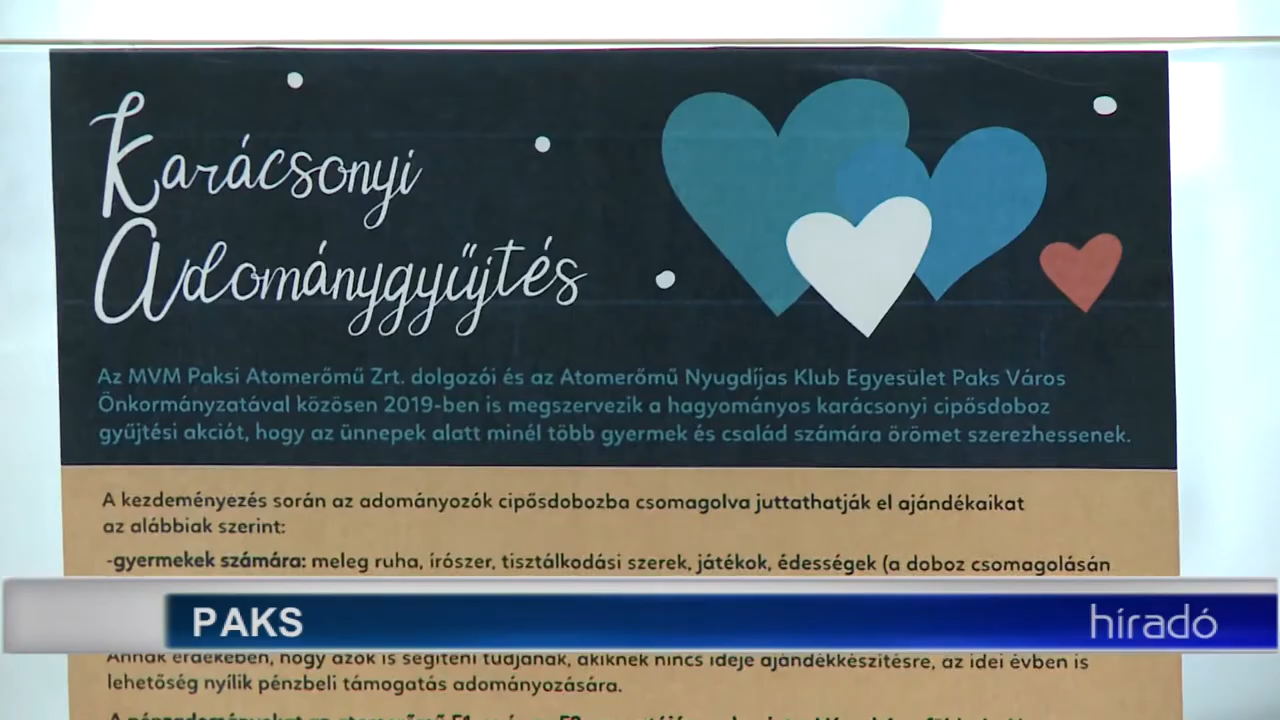 Karácsonyi
Adománygyűjtés
Az MVM Paksi Atomerőmű Zrt. dolgozói és az Atomerőmű Nyugdíjas Klub Egyesület Paks Város
Önkormányzatával közösen 2019-ben is megszervezik a hagyományos karácsonyi cipősdoboz
gyűjtési akciót, hogy az ünnepek alatt minél több gyermek és család számára örömet szerezhessenek.
A kezdeményezés során az adományozók cipősdobozba csomagolva juttathatják el ajándékaikat
az alábbiak szerint:
-gyermekek számára: meleg ruha, írószer, tisztálkodási szerek, játékok, édességek (a doboz csomagolásán
PAKS
híradó
Annak érdekében, hogy azok is segíteni tudjanak, akiknek nincs ideje ajándékkészítésre, az idei évben is
lehetőség nyílik pénzbeli támogatás adományozására.